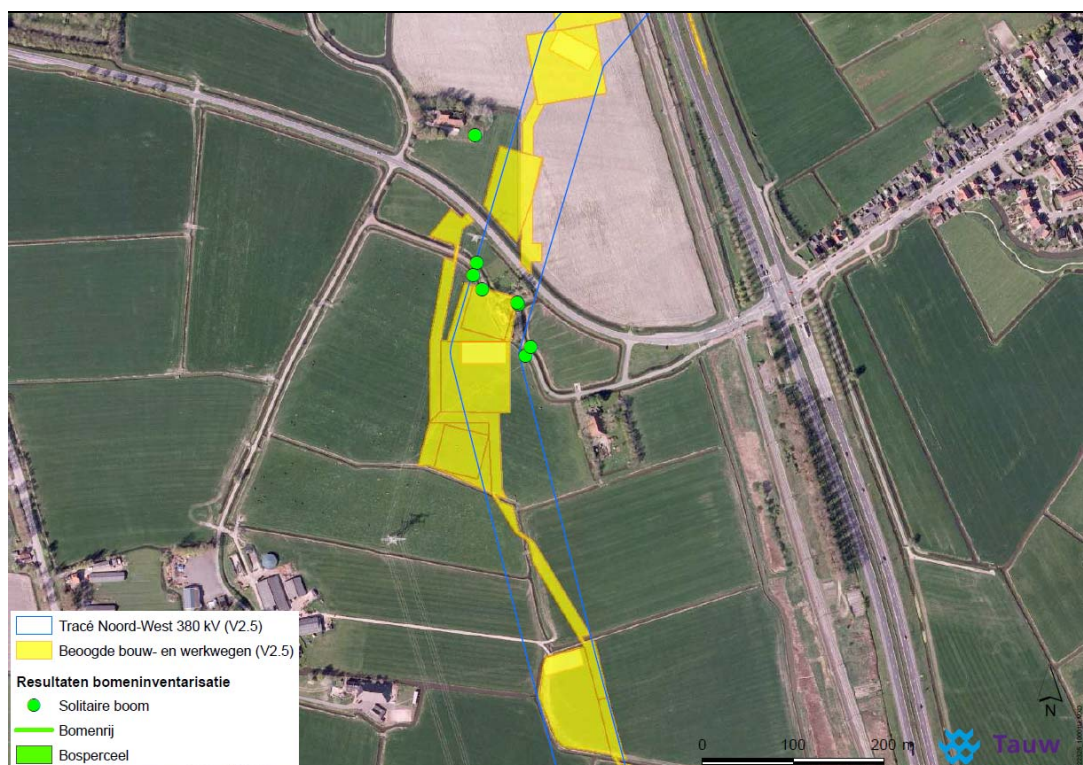 Tracé Noord-West 380 kV (V2.5)
Beoogde bouw- en werkwegen (V2.5)
Resultaten bomeninventarisatie
Solitaire boom
Bomenrij
Bosperceel
0 100 200 m
N
Tauw